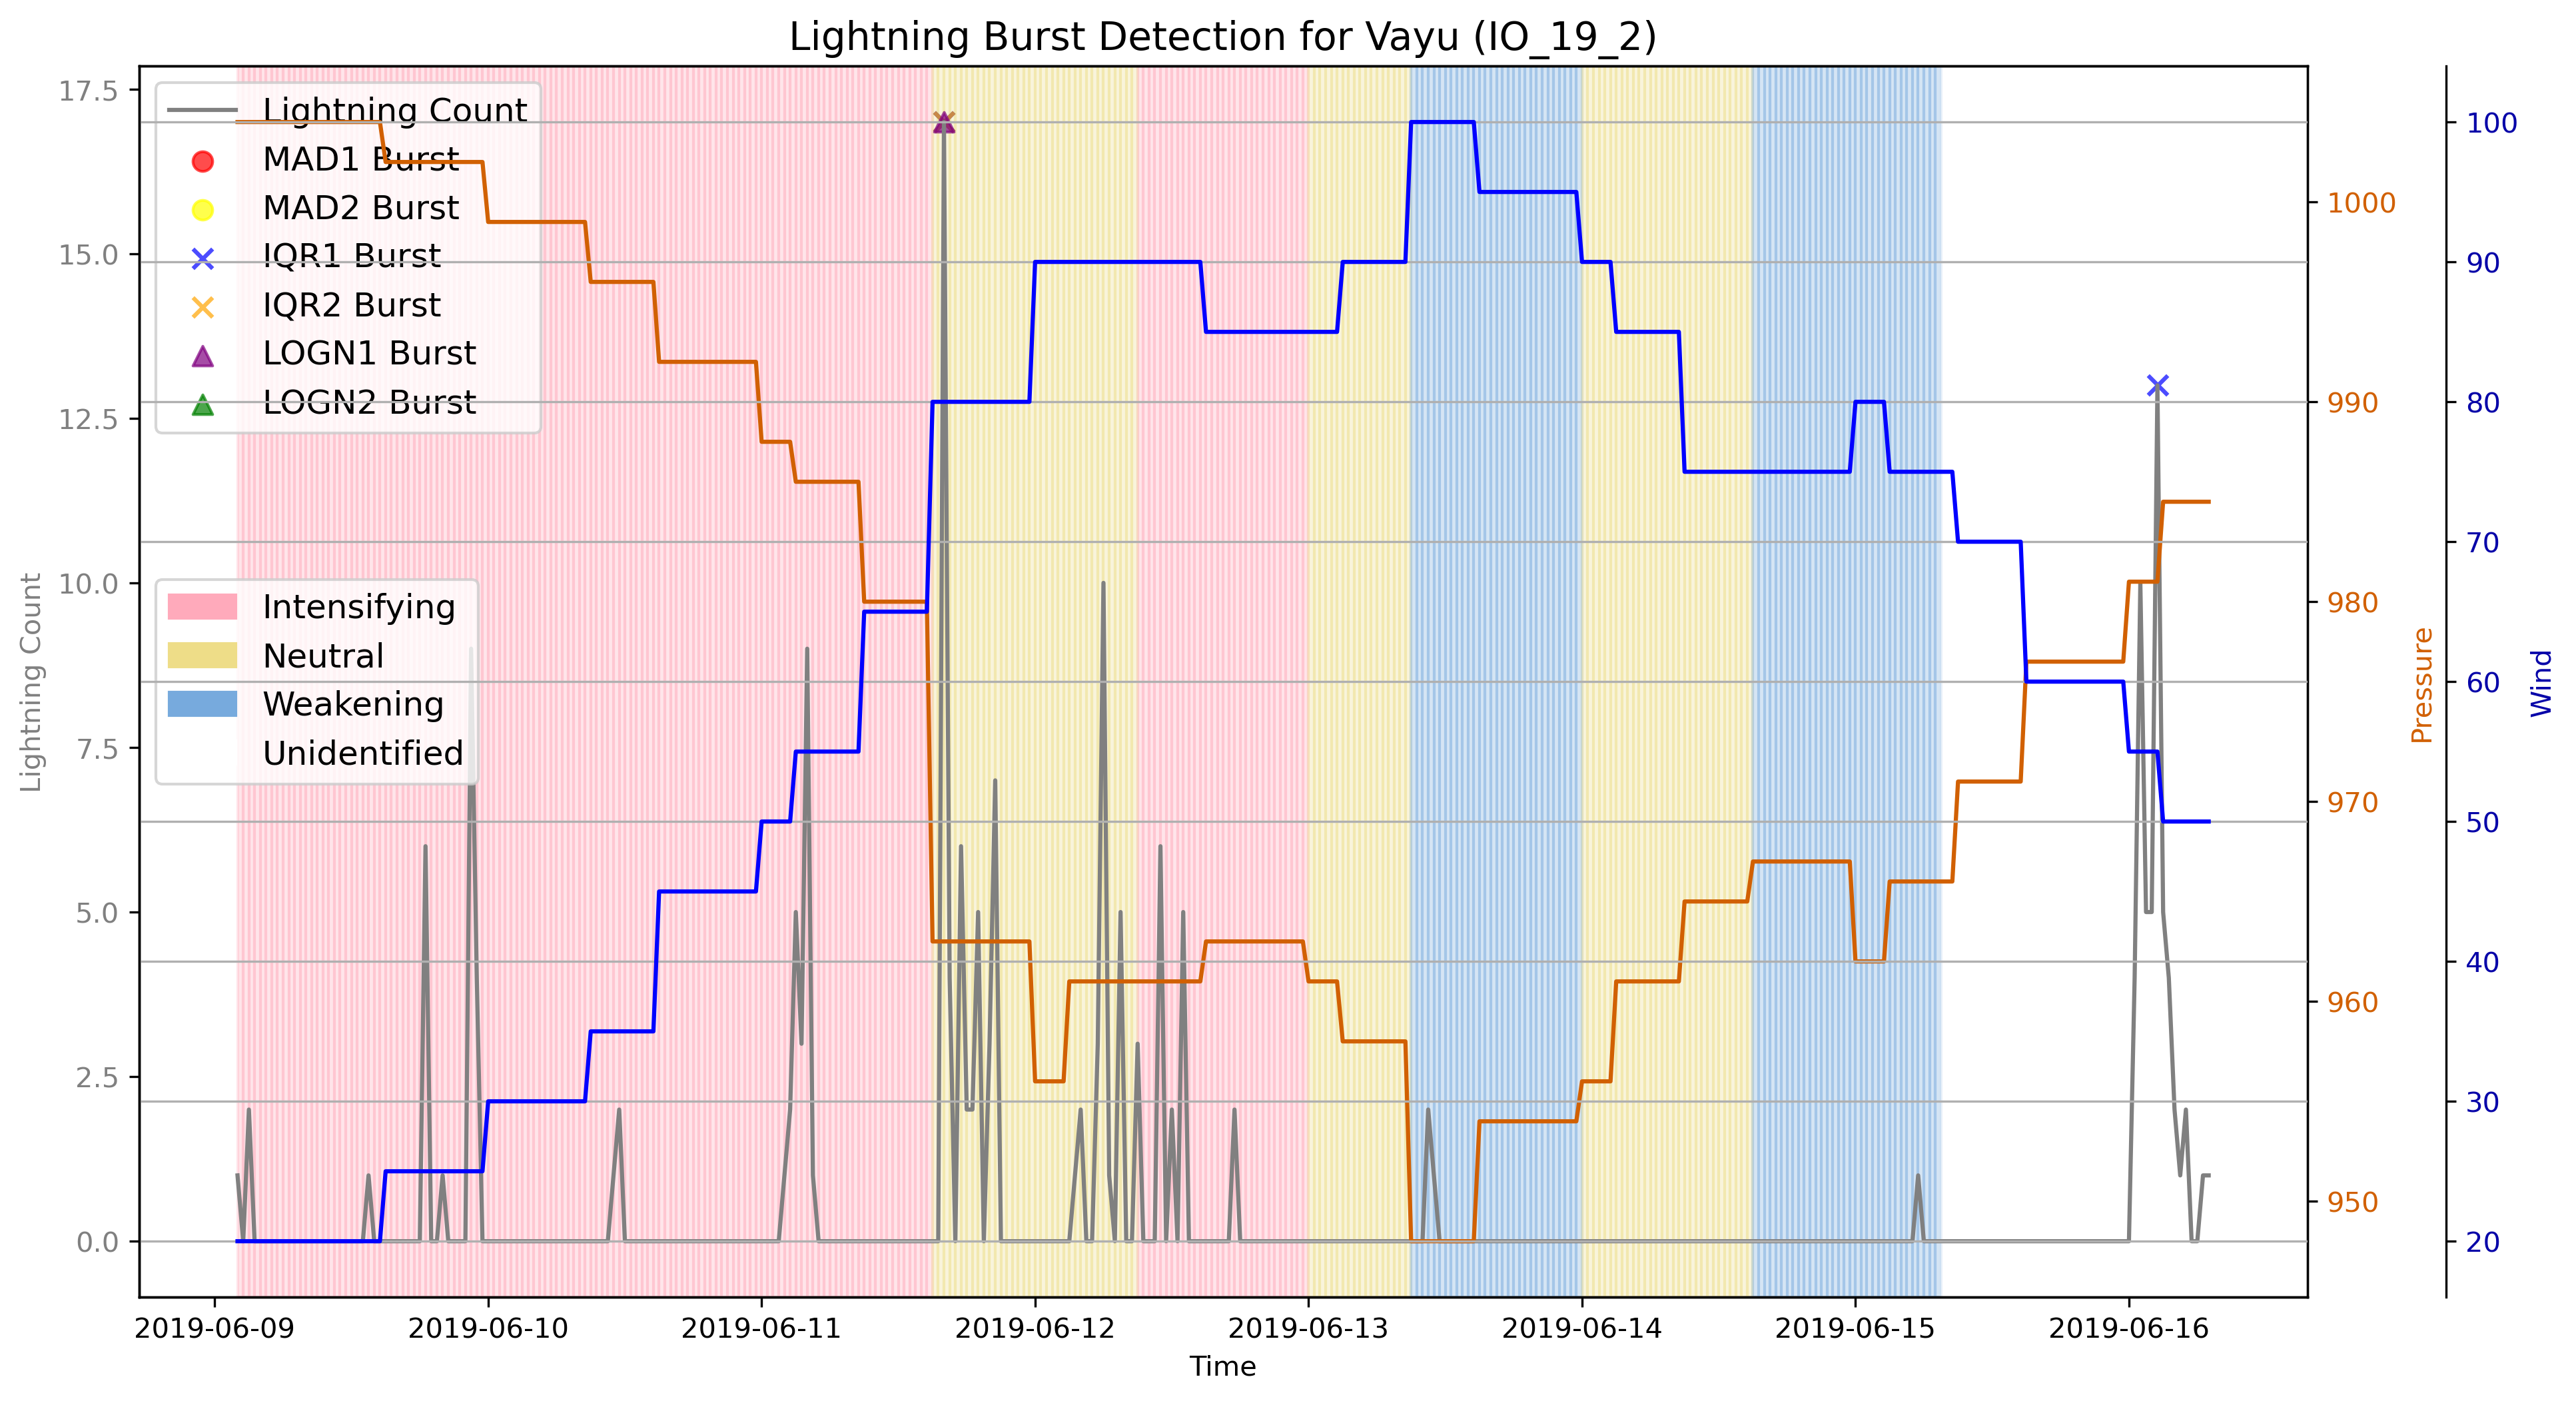 Lightning Burst Detection for Vayu (IO_19_2)
Lightning Count
17.5
15.0
12.5
10.0
7.5
5.0
2.5
0.0
Lightning Count
MAD1 Burst
MAD2 Burst
IQR1 Burst
IQR2 Burst
LOGN1 Burst
LOGN2 Burst
Intensifying
Neutral
Weakening
Unidentified
1000
990
980
970
960
950
Pressure
100
90
80
70
60
50
40
30
20
Wind
2019-06-09 2019-06-10 2019-06-11 2019-06-12 2019-06-13 2019-06-14 2019-06-15 2019-06-16
Time